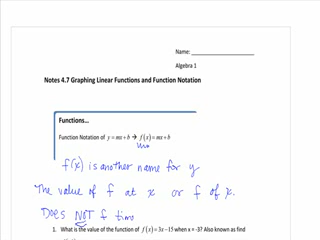 Name: ____________________
Algebra 1
Notes 4.7 Graphing Linear Functions and Function Notation
Functions...
Function Notation of y = mx + b → f(x) = mx + b
f(x) is another name for y
The value of f at x or f of x.
Does NOT f time
1. What is the value of the function of f(x) = 3x − 15 when x = -3? Also known as find